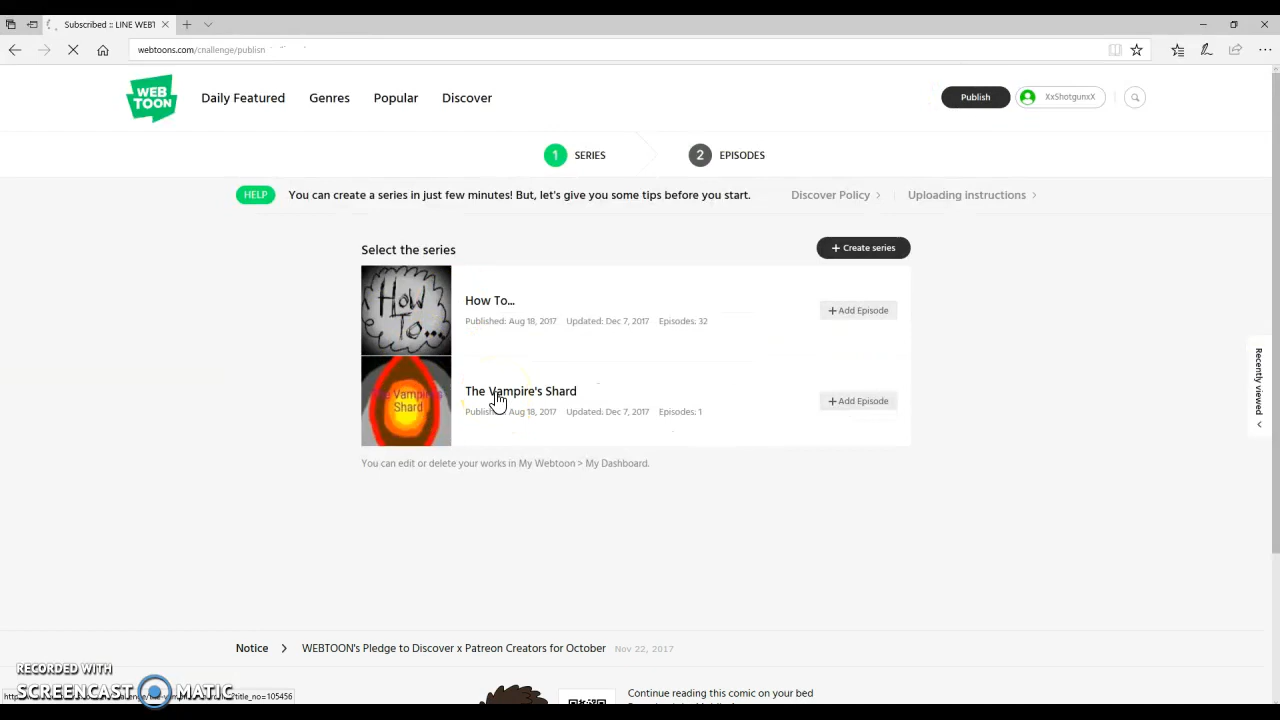 Subscribed :: LINE WEBT
webtoons.com/challenge/publish
WEB TOON
Daily Featured
Genres
Popular
Discover
Publish
XxShotgunxX
1 SERIES
2 EPISODES
HELP
You can create a series in just few minutes! But, let's give you some tips before you start.
Discover Policy
Uploading instructions
Select the series
+ Create series
How To...
How To...
Published: Aug 18, 2017 Updated: Dec 7, 2017 Episodes: 32
+ Add Episode
The Vampire's Shard
Aug 18, 2017 Updated: Dec 7, 2017 Episodes: 1
+ Add Episode
Shard
You can edit or delete your works in My Webtoon > My Dashboard.
Recently viewed
Notice
WEBTOON's Pledge to Discover x Patreon Creators for October Nov 22, 2017
RECORDED WITH
SCREENCAST MATIC
title_no=105456
Continue reading this comic on your bed